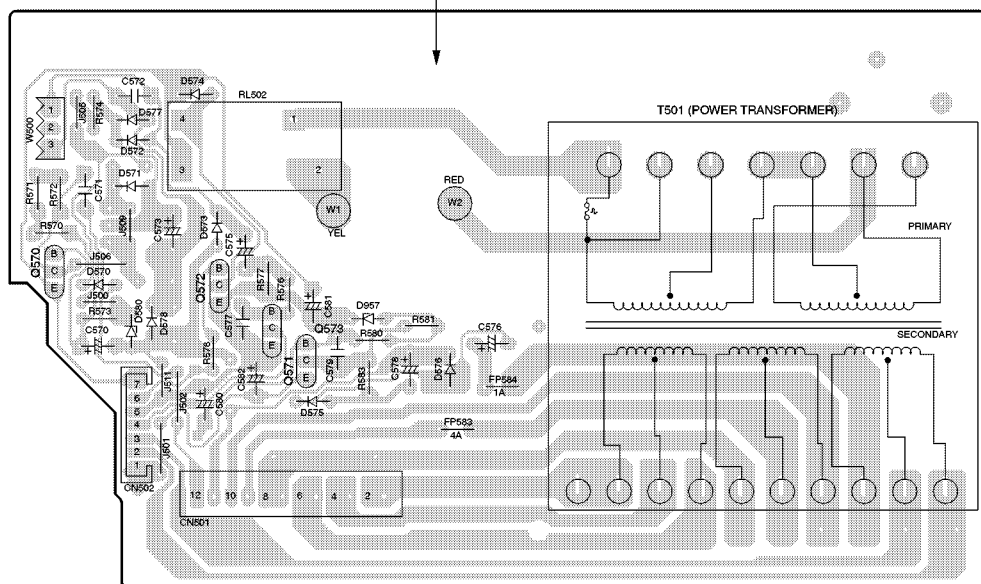 C572
D574
RL502
T501 (POWER TRANSFORMER)
W500
1
2
3
J505
R574
D577
D572
4
1
3
2
R571
R572
C571
D571
RED
W1
W2
YEL
R570
J509
C573
D573
C575
PRIMARY
Q570
B
C
E
J506
D570
J500
R573
C570
D580
D578
Q572
B
C
E
R577
R576
C577
C581
D957
R581
C576
SECONDARY
B
C
E
Q573
R580
Q571
B
C
E
R578
C582
C579
R583
C578
D576
FP584
1A
7
6
5
4
3
2
1
J511
J502
C580
D575
FP583
4A
J501
CN502
12
10
8
6
4
2
CN501